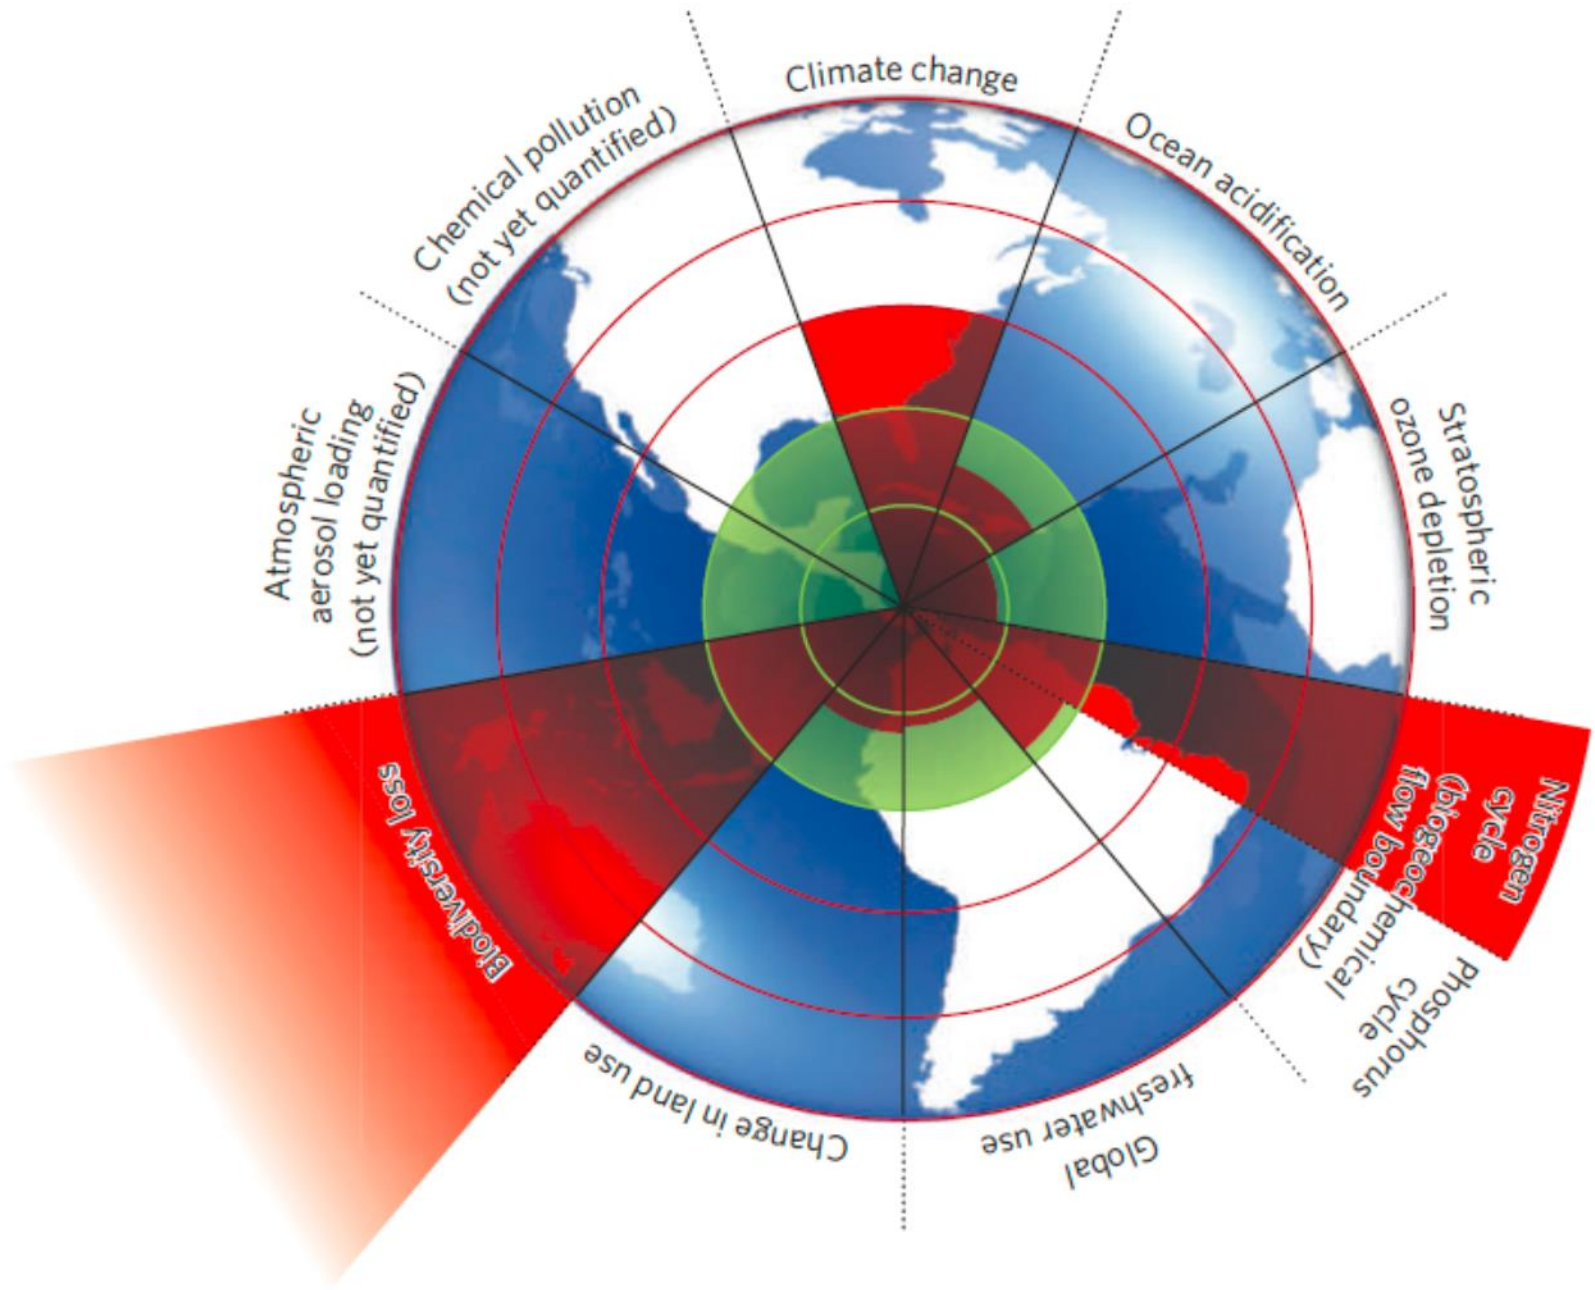 Climate change
Ocean acidification
Stratospheric
ozone depletion
Nitrogen
cycle
(biogeochemical
flow boundary)
Phosphorus
cycle
Global
freshwater use
Change in land use
Biodiversity loss
Atmospheric
aerosol loading
(not yet quantified)
Chemical pollution
(not yet quantified)